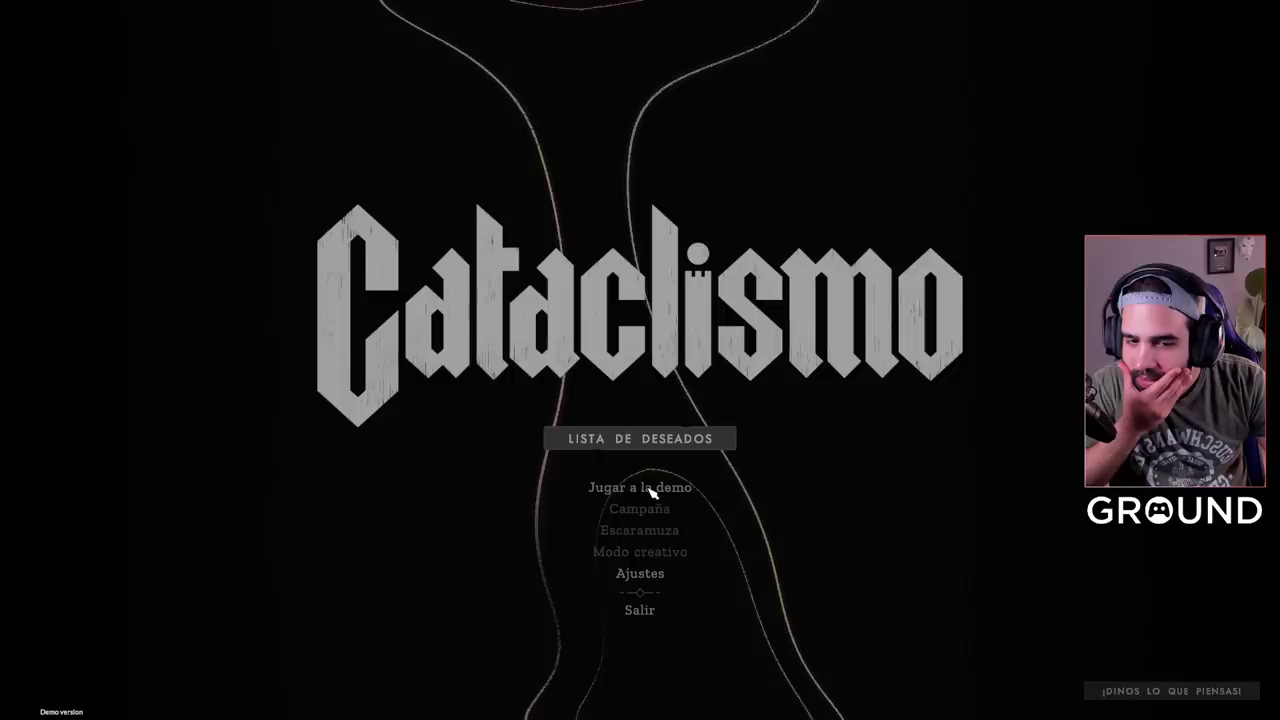 Cataclismo
LISTA DE DESEADOS
Jugar a la demo
Campaña
Escaramuza
Modo creativo
Ajustes
Salir
GROUND
¡DINOS LO QUE PIENSAS!
Demo version